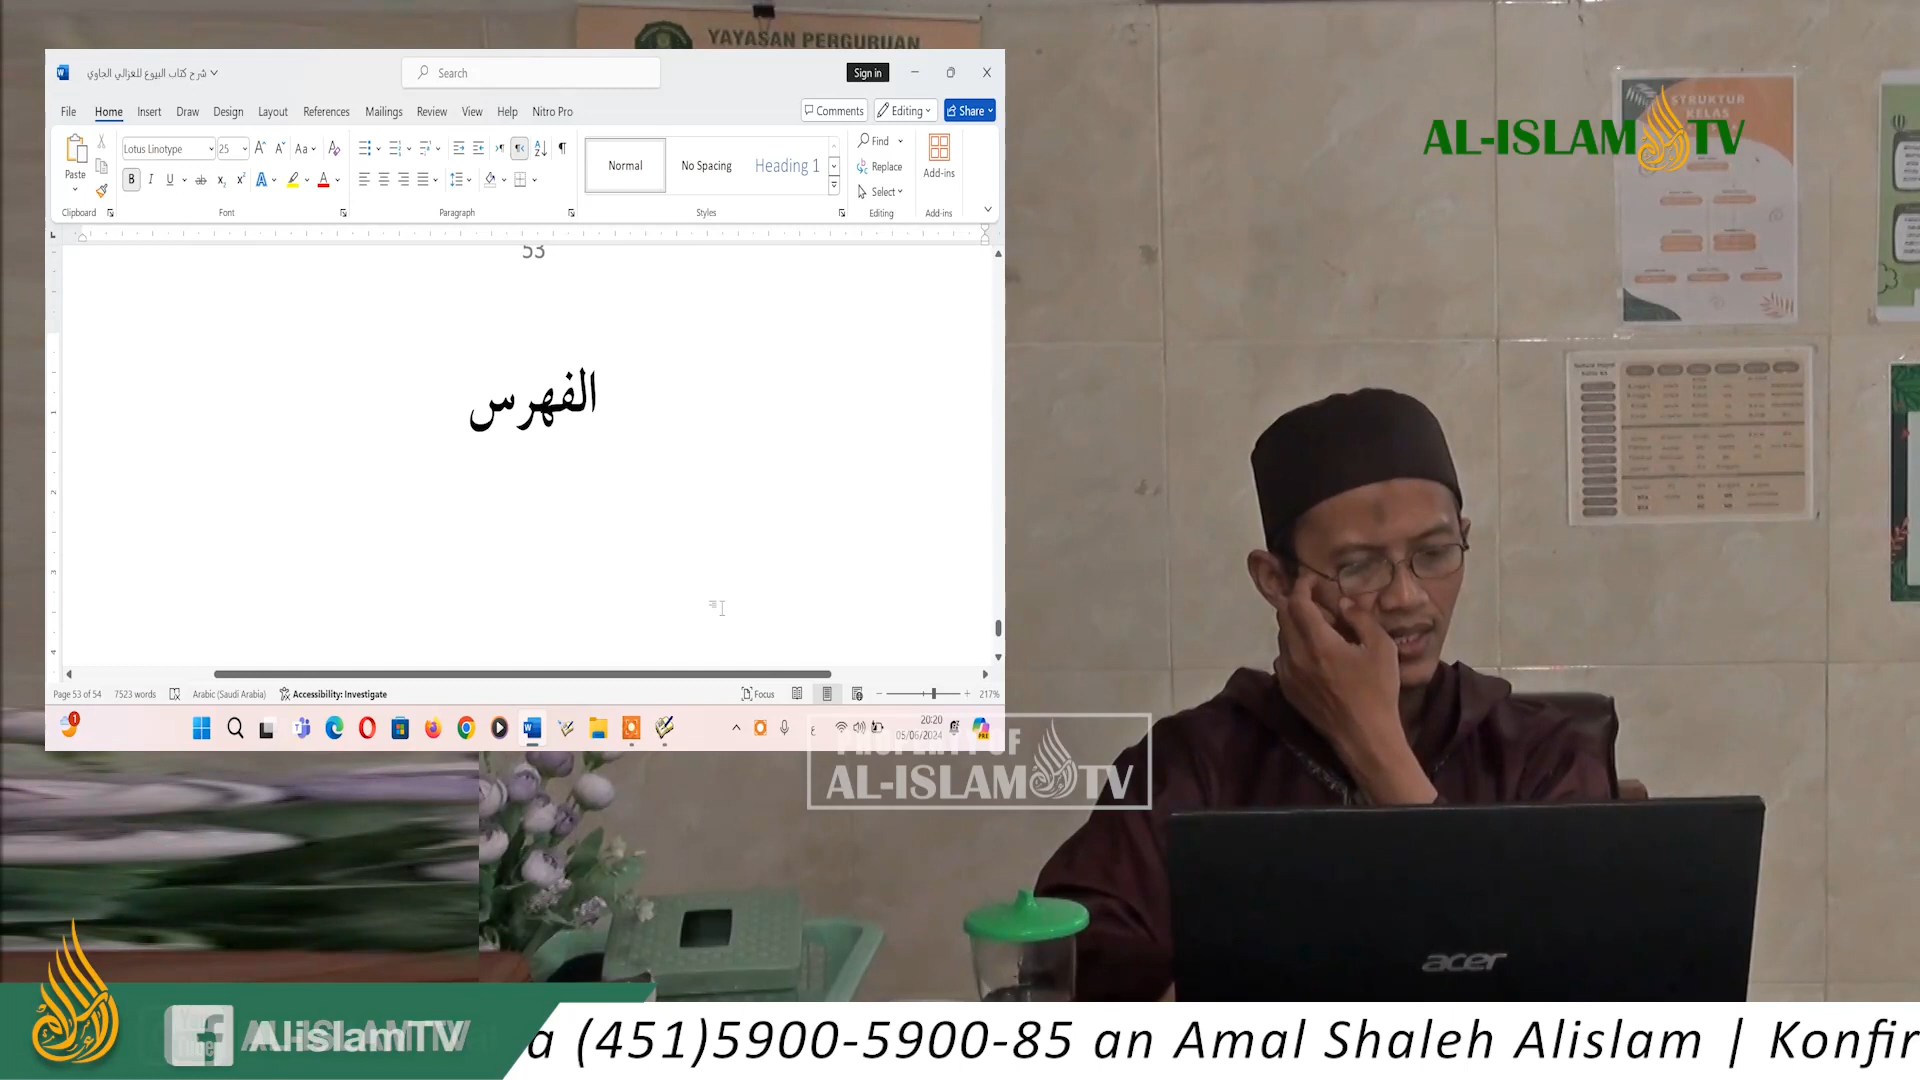 YAYASAN PERGURUAN
شرح كتاب البيوع للغزالي الجاوي
Search
Sign in
File Home Insert Draw Design Layout References Mailings Review View Help Nitro Pro
Comments Editing Share
Paste
Lotus Linotype 25
Normal
No Spacing
Heading 1
Find
Replace
Select
Add-ins
Clipboard Font Paragraph Styles Editing Add-ins
53
الفهرس
Page 53 of 54 7523 words Arabic (Saudi Arabia) Accessibility: Investigate Focus 217%
20:20
05/06/2024
AL-ISLAM TV
STRUKTUR
KELAS
PROPERTY OF
AL-ISLAM TV
acer
AL-ISLAMTV
a (451)5900-5900-85 an Amal Shaleh Alislam | Konfir